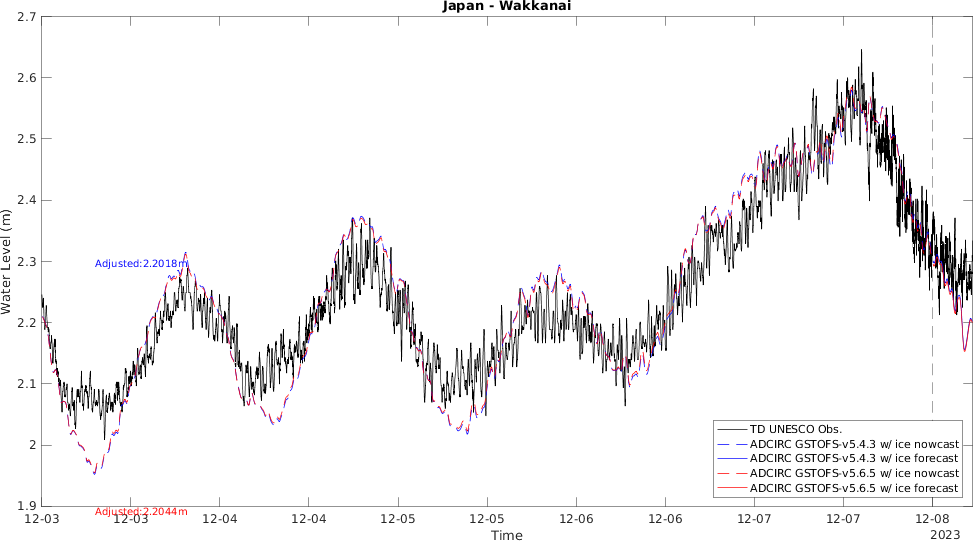 Japan - Wakkanai
2.7
2.6
2.5
2.4
2.3
2.2
2.1
2
1.9
Water Level (m)
Adjusted:2.2018m
Adjusted:2.2044m
TD UNESCO Obs.
ADCIRC GSTOFS-v5.4.3 w/ ice nowcast
ADCIRC GSTOFS-v5.4.3 w/ ice forecast
ADCIRC GSTOFS-v5.6.5 w/ ice nowcast
ADCIRC GSTOFS-v5.6.5 w/ ice forecast
12-03 12-03 12-04 12-04 12-05 12-05 12-06 12-06 12-07 12-07 12-08
2023
Time